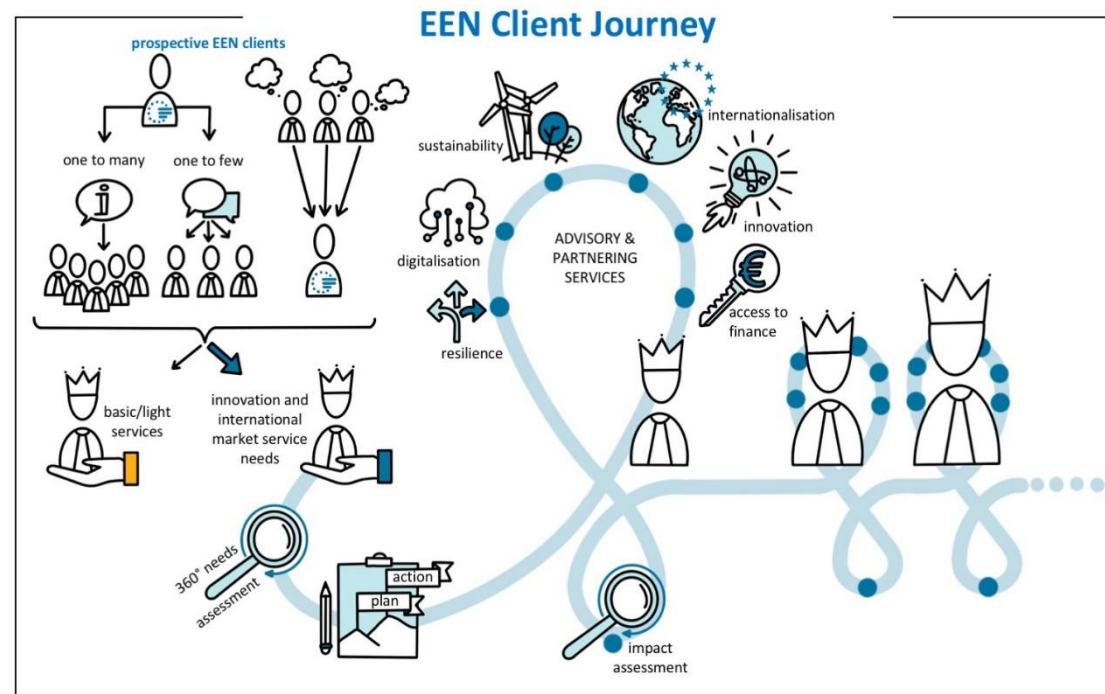 EEN Client Journey
prospective EEN clients
one to many
one to few
i
basic/light
services
innovation and
international
market service
needs
360° needs
assessment
action
plan
resilience
digitalisation
sustainability
internationalisation
innovation
€
access to
finance
ADVISORY &
PARTNERING
SERVICES
impact
assessment